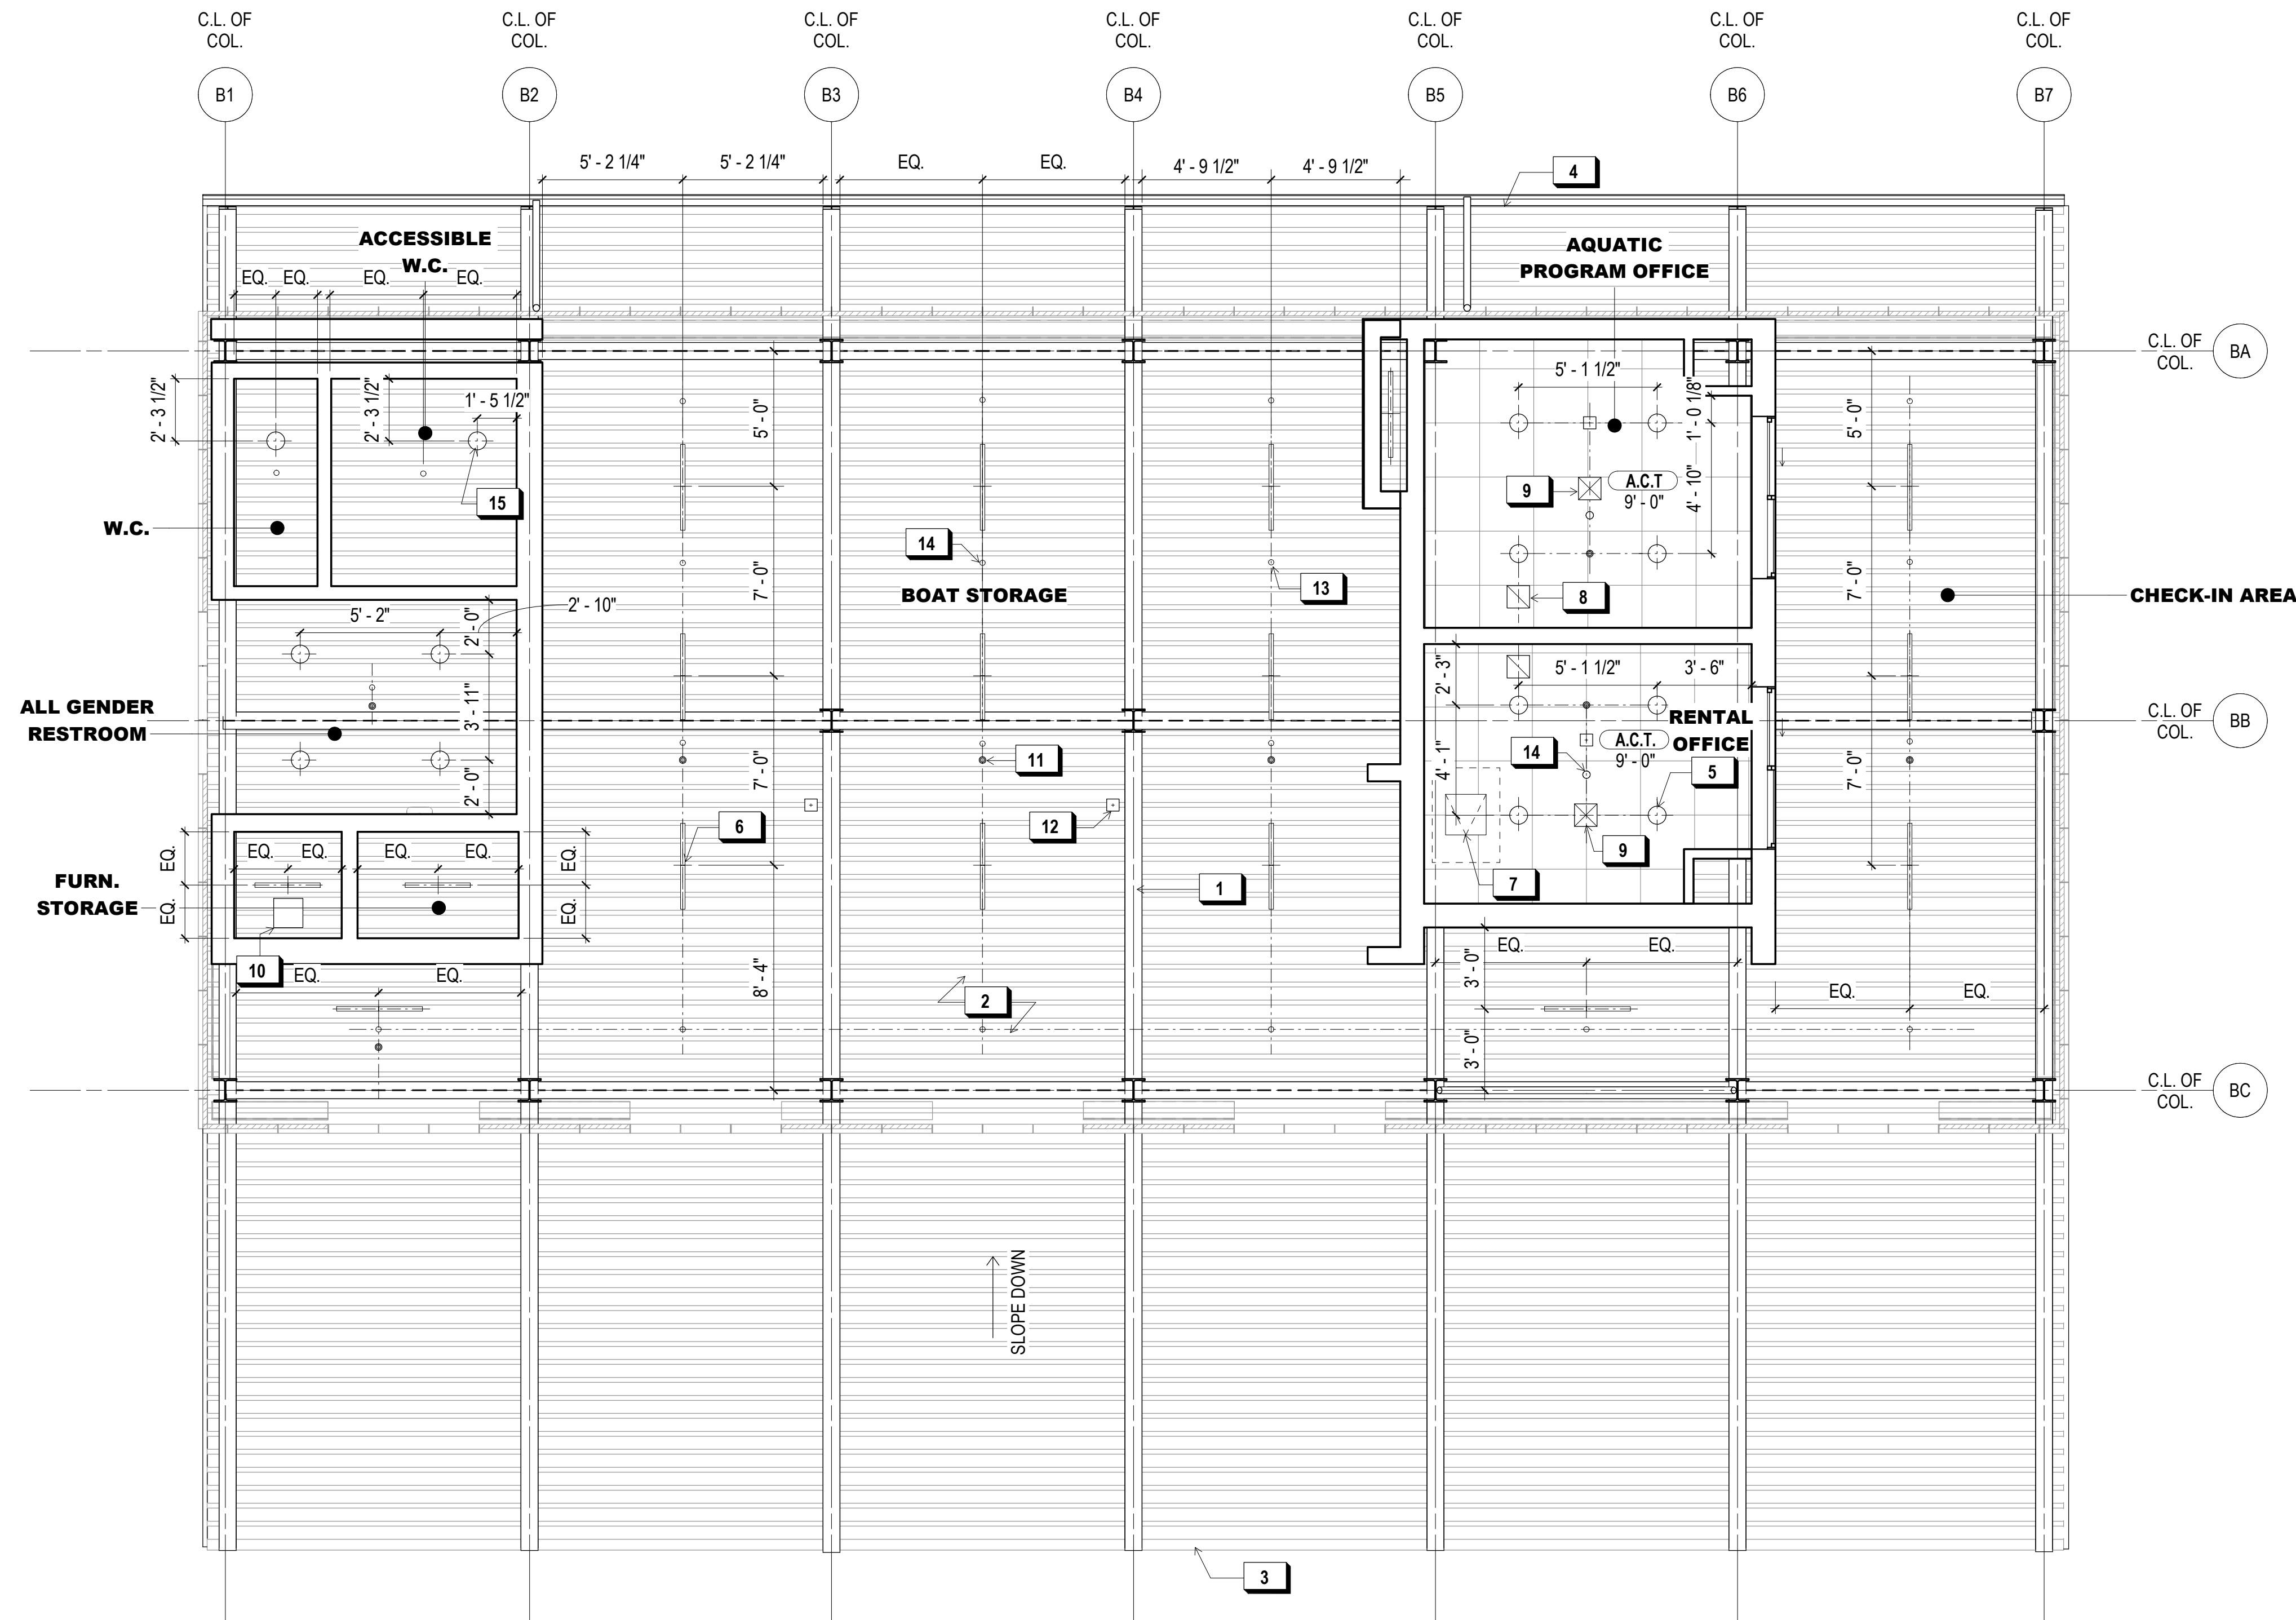 C.L. OF
COL.
C.L. OF
COL.
C.L. OF
COL.
C.L. OF
COL.
C.L. OF
COL.
C.L. OF
COL.
C.L. OF
COL.
B1
B2
B3
B4
B5
B6
B7
5' - 2 1/4"
5' - 2 1/4"
EQ.
EQ.
4' - 9 1/2"
4' - 9 1/2"
4
ACCESSIBLE
W.C.
EQ.
EQ.
EQ.
EQ.
AQUATIC
PROGRAM OFFICE
C.L. OF
COL.
BA
2' - 3 1/2"
2' - 3 1/2"
1' - 5 1/2"
15
W.C.
5' - 0"
5' - 1 1/2"
1' - 0 1/8"
4' - 10"
9
A.C.T
9' - 0"
5' - 0"
14
BOAT STORAGE
13
8
7' - 0"
7' - 0"
CHECK-IN AREA
5' - 2"
2' - 0"
2' - 10"
3' - 11"
2' - 0"
ALL GENDER
RESTROOM
2' - 3"
5' - 1 1/2"
3' - 6"
RENTAL
OFFICE
A.C.T.
9' - 0"
14
5
4' - 1"
C.L. OF
COL.
BB
11
7' - 0"
7' - 0"
6
12
9
7
1
EQ.
EQ.
EQ.
EQ.
EQ.
EQ.
EQ.
EQ.
FURN.
STORAGE
10
EQ.
EQ.
8' - 4"
2
EQ.
EQ.
3' - 0"
3' - 0"
EQ.
EQ.
C.L. OF
COL.
BC
SLOPE DOWN
3